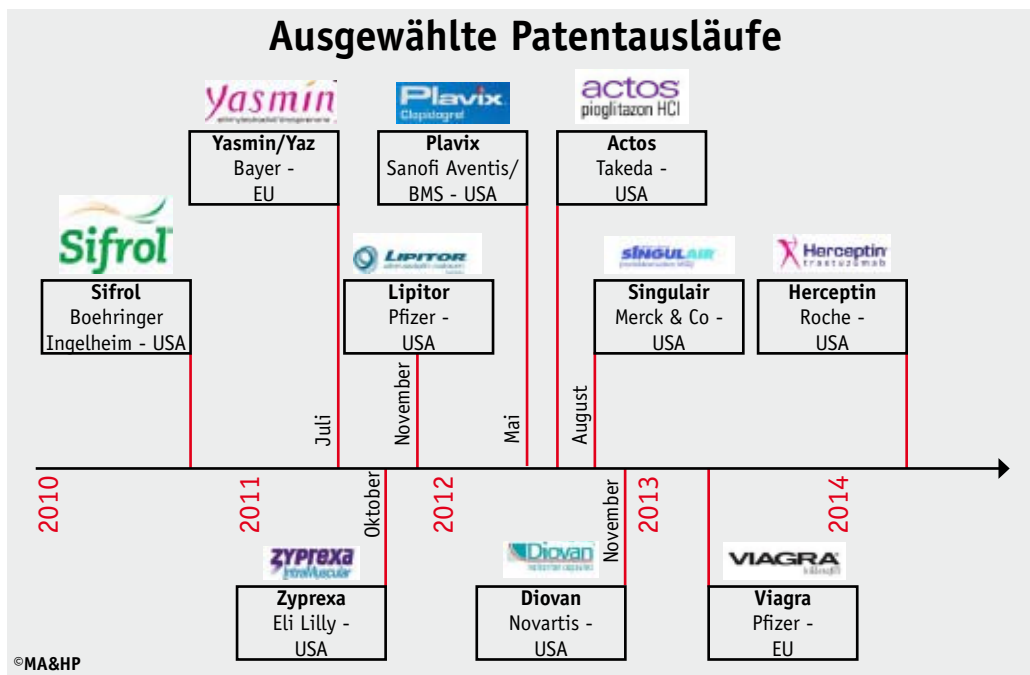 Ausgewählte Patentausläufe
Yasmin
Plavix
Clopidogrel
actos
pioglitazon HCl
Yasmin/Yaz
Bayer -
EU
Plavix
Sanofi Aventis/
BMS - USA
Actos
Takeda -
USA
Sifrol
LIPITOR
SINGULAIR
Herceptin
trastuzumab
Sifrol
Boehringer
Ingelheim - USA
Lipitor
Pfizer -
USA
Singulair
Merck & Co -
USA
Herceptin
Roche -
USA
Juli
November
Mai
August
2010
2011
Oktober
2012
November
2013
2014
ZYPREXA
IntraMuscular
Diovan
VIAGRA
Zyprexa
Eli Lilly -
USA
Diovan
Novartis -
USA
Viagra
Pfizer -
EU
©MA&HP